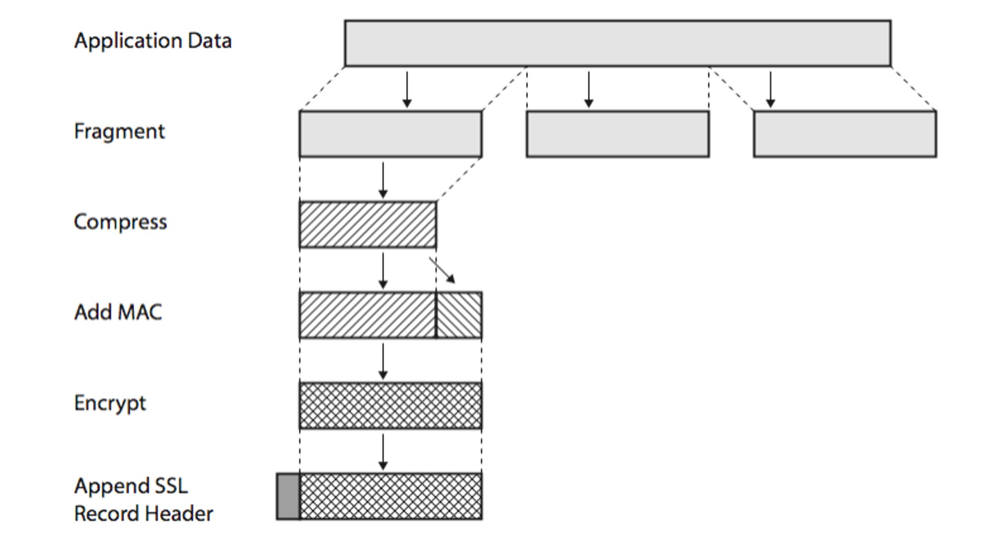 Application Data
Fragment
Compress
Add MAC
Encrypt
Append SSL
Record Header